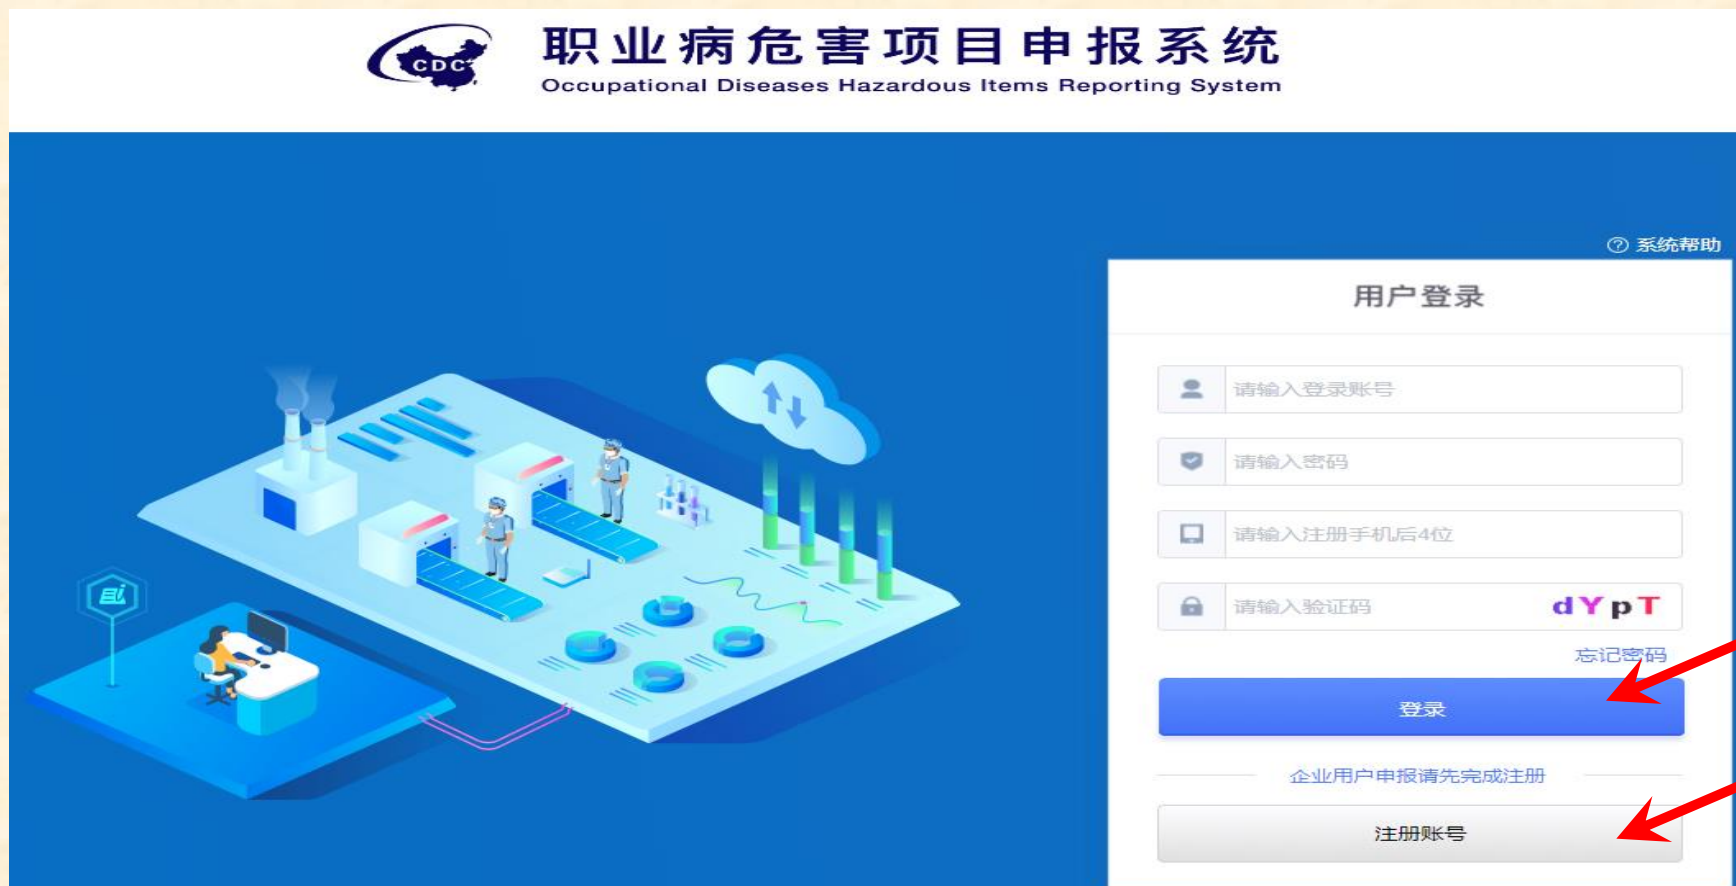 CDC
职业病危害项目申报系统
Occupational Diseases Hazardous Items Reporting System
系统帮助
用户登录
请输入登录账号
请输入密码
请输入注册手机后4位
请输入验证码
dYpT
忘记密码
登录
企业用户申报请先完成注册
注册账号